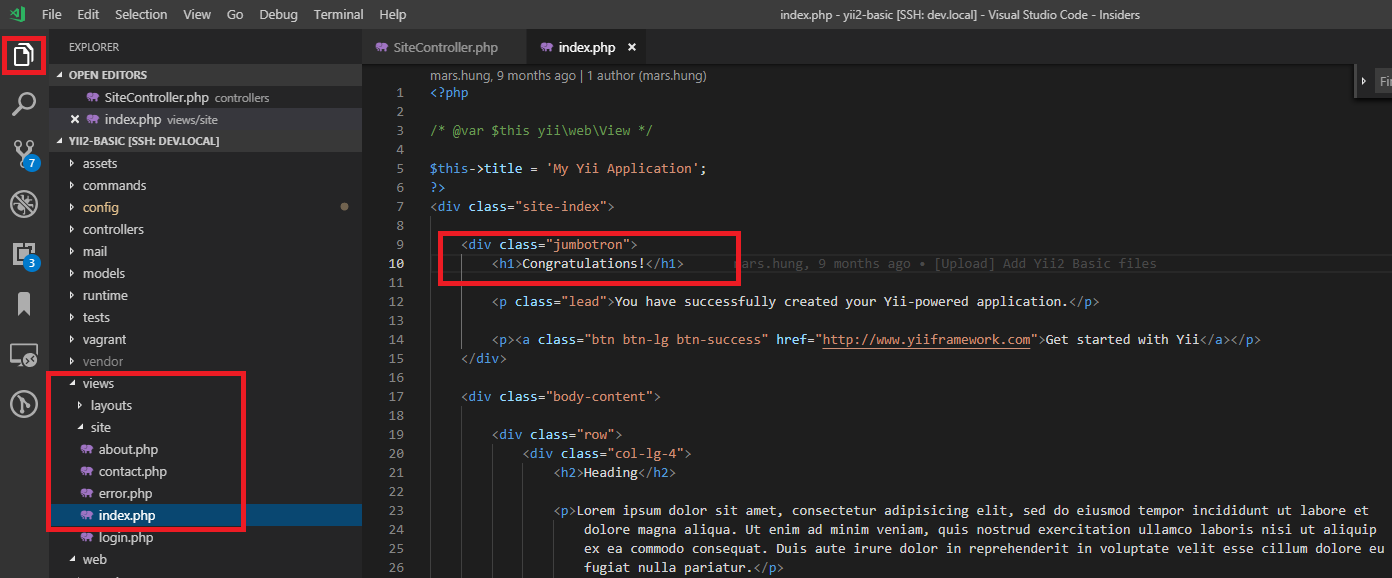 File Edit Selection View Go Debug Terminal Help
index.php - yii2-basic [SSH: dev.local] - Visual Studio Code - Insiders
EXPLORER
OPEN EDITORS
SiteController.php controllers
index.php views/site
YII2-BASIC [SSH: DEV.LOCAL]
assets
commands
config
controllers
mail
models
runtime
tests
vagrant
vendor
views
layouts
site
about.php
contact.php
error.php
index.php
login.php
web
7
3
SiteController.php
index.php
mars.hung, 9 months ago | 1 author (mars.hung)
1 <?php
2
3 /* @var $this yii\web\View */
4
5 $this->title = 'My Yii Application';
6 ?>
7 <div class="site-index">
8
9 <div class="jumbotron">
10 <h1>Congratulations!</h1> mars.hung, 9 months ago • [Upload] Add Yii2 Basic files
11
12 <p class="lead">You have successfully created your Yii-powered application.</p>
13
14 <p><a class="btn btn-lg btn-success" href="http://www.yiiframework.com">Get started with Yii</a></p>
15 </div>
16
17 <div class="body-content">
18
19 <div class="row">
20 <div class="col-lg-4">
21 <h2>Heading</h2>
22
23 <p>Lorem ipsum dolor sit amet, consectetur adipisicing elit, sed do eiusmod tempor incididunt ut labore et
24 dolore magna aliqua. Ut enim ad minim veniam, quis nostrud exercitation ullamco laboris nisi ut aliquip
25 ex ea commodo consequat. Duis aute irure dolor in reprehenderit in voluptate velit esse cillum dolore eu
26 fugiat nulla pariatur.</p>